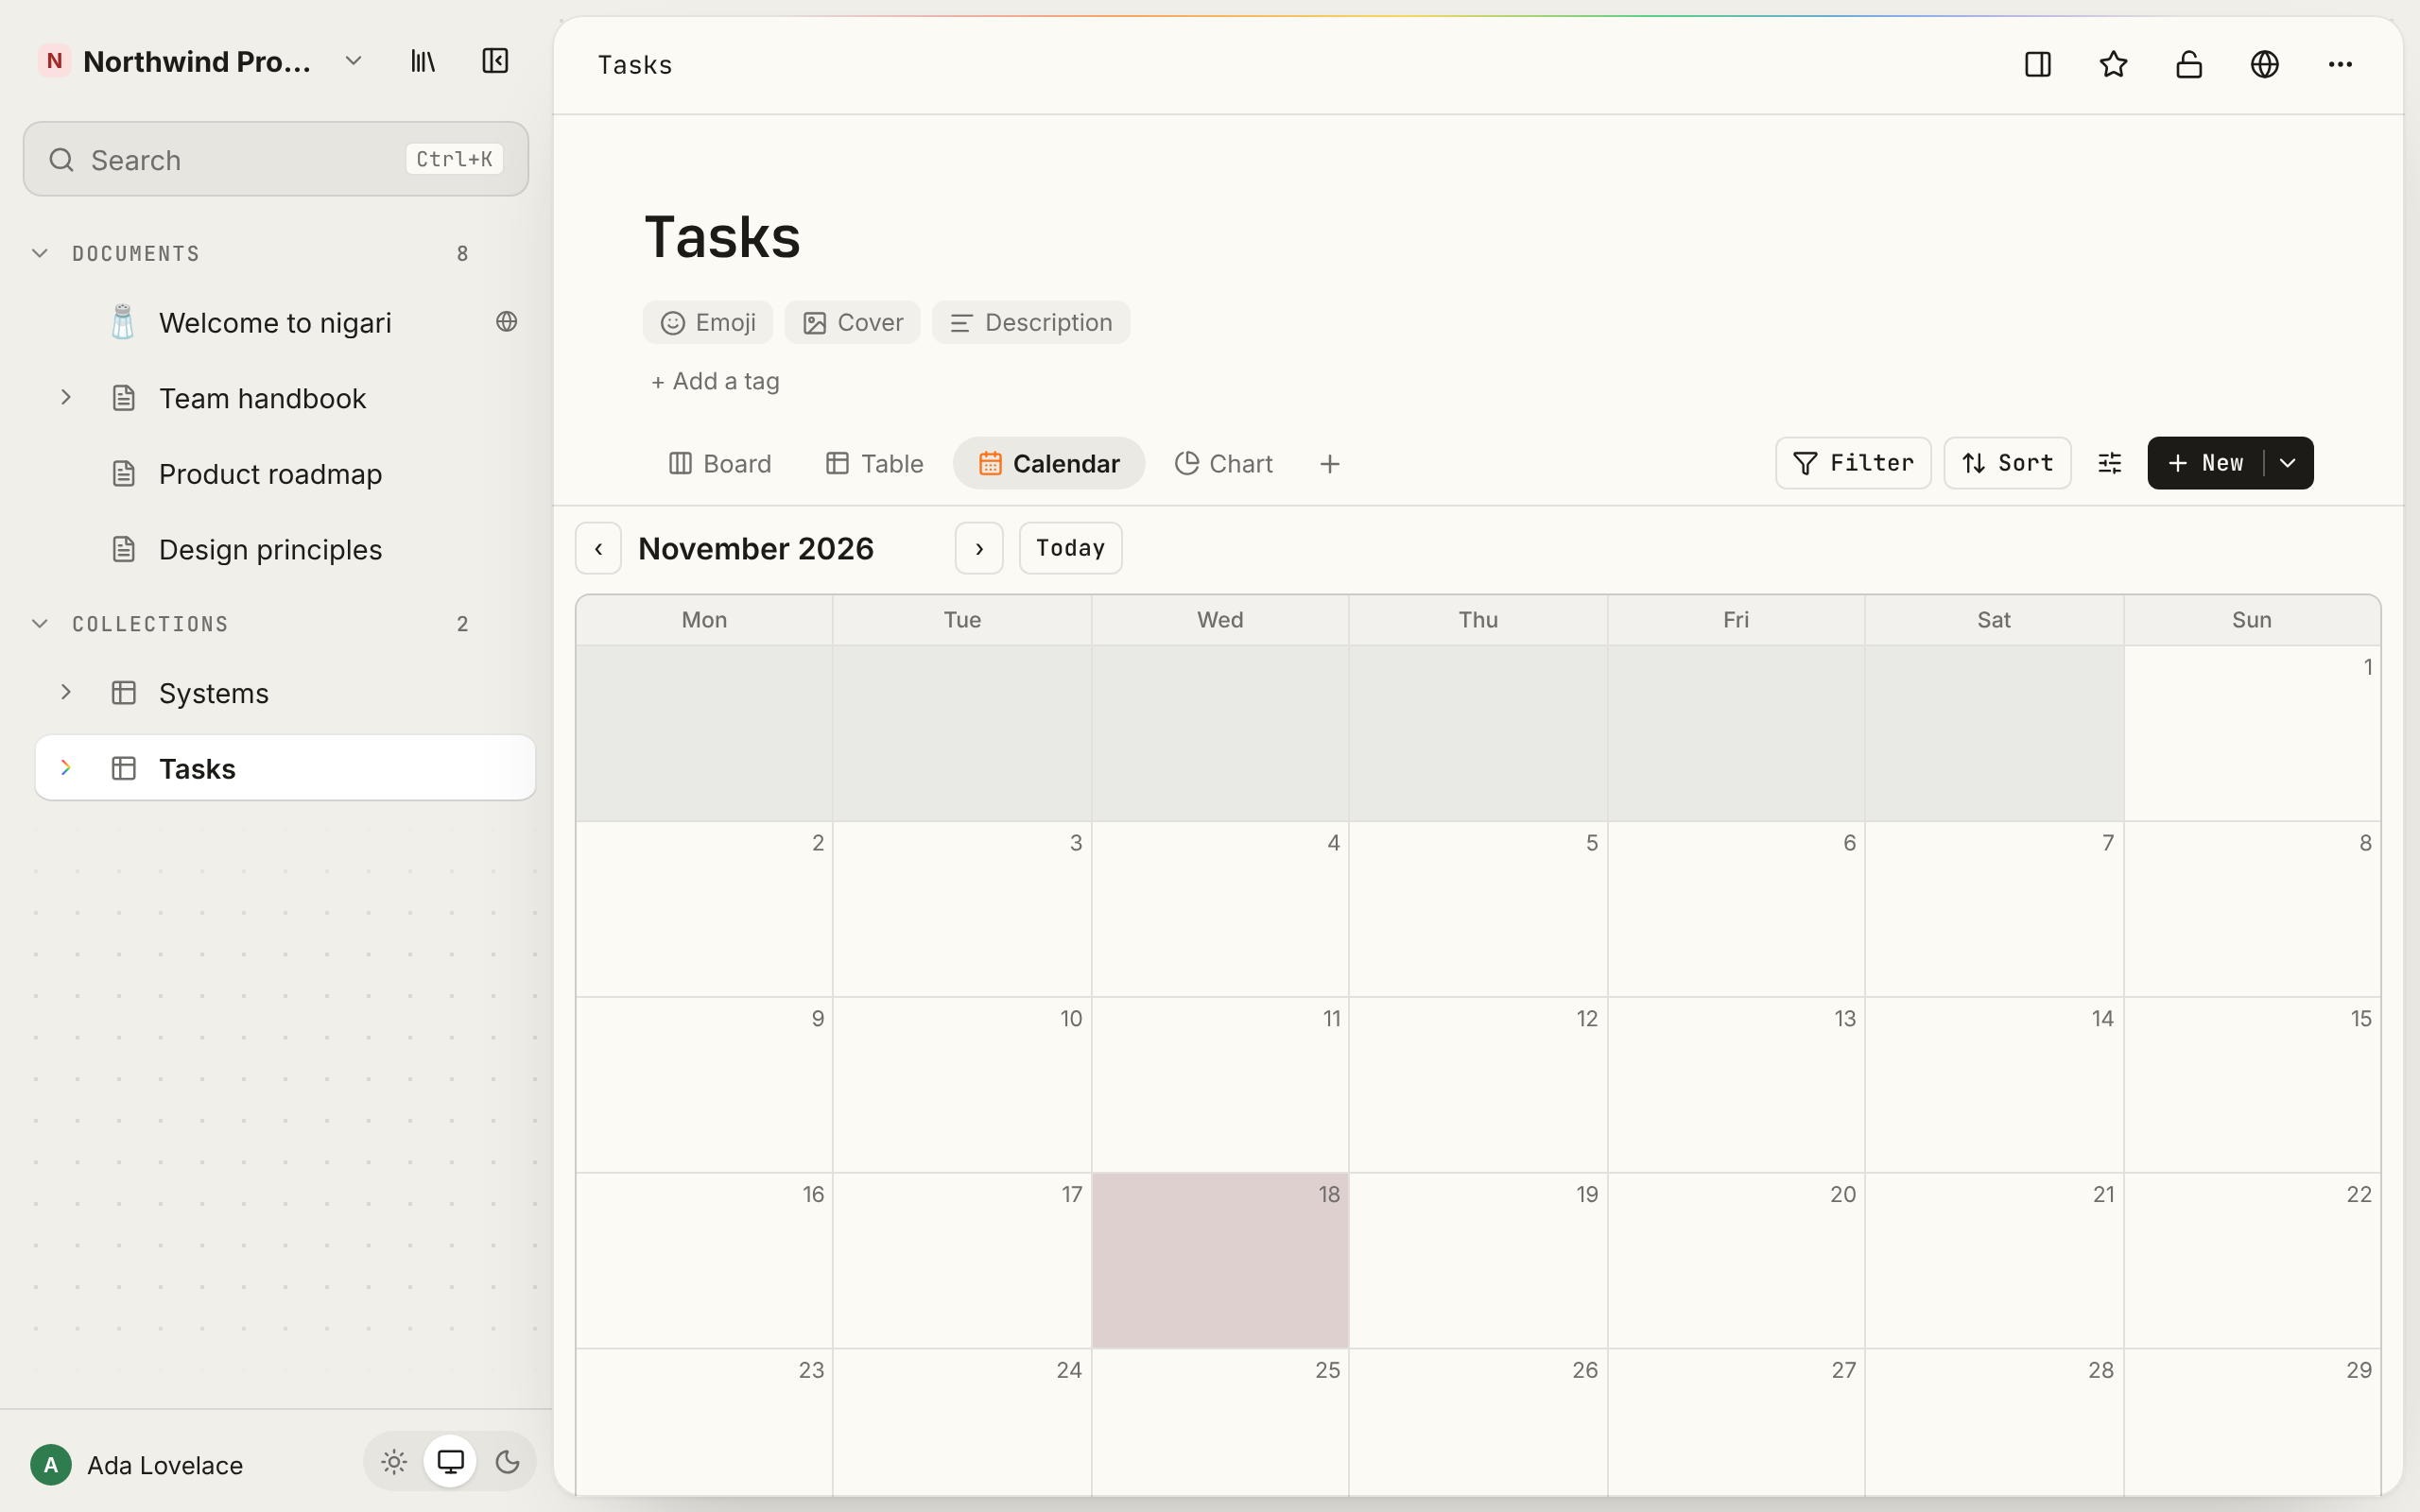 N Northwind Pro...
Search Ctrl+K
DOCUMENTS 8
Welcome to nigari
Team handbook
Product roadmap
Design principles
COLLECTIONS 2
Systems
Tasks
A Ada Lovelace
Tasks
Tasks
Emoji Cover Description
+ Add a tag
Board Table Calendar Chart + Filter Sort + New
‹ November 2026 › Today
Mon Tue Wed Thu Fri Sat Sun
1
2 3 4 5 6 7 8
9 10 11 12 13 14 15
16 17 18 19 20 21 22
23 24 25 26 27 28 29